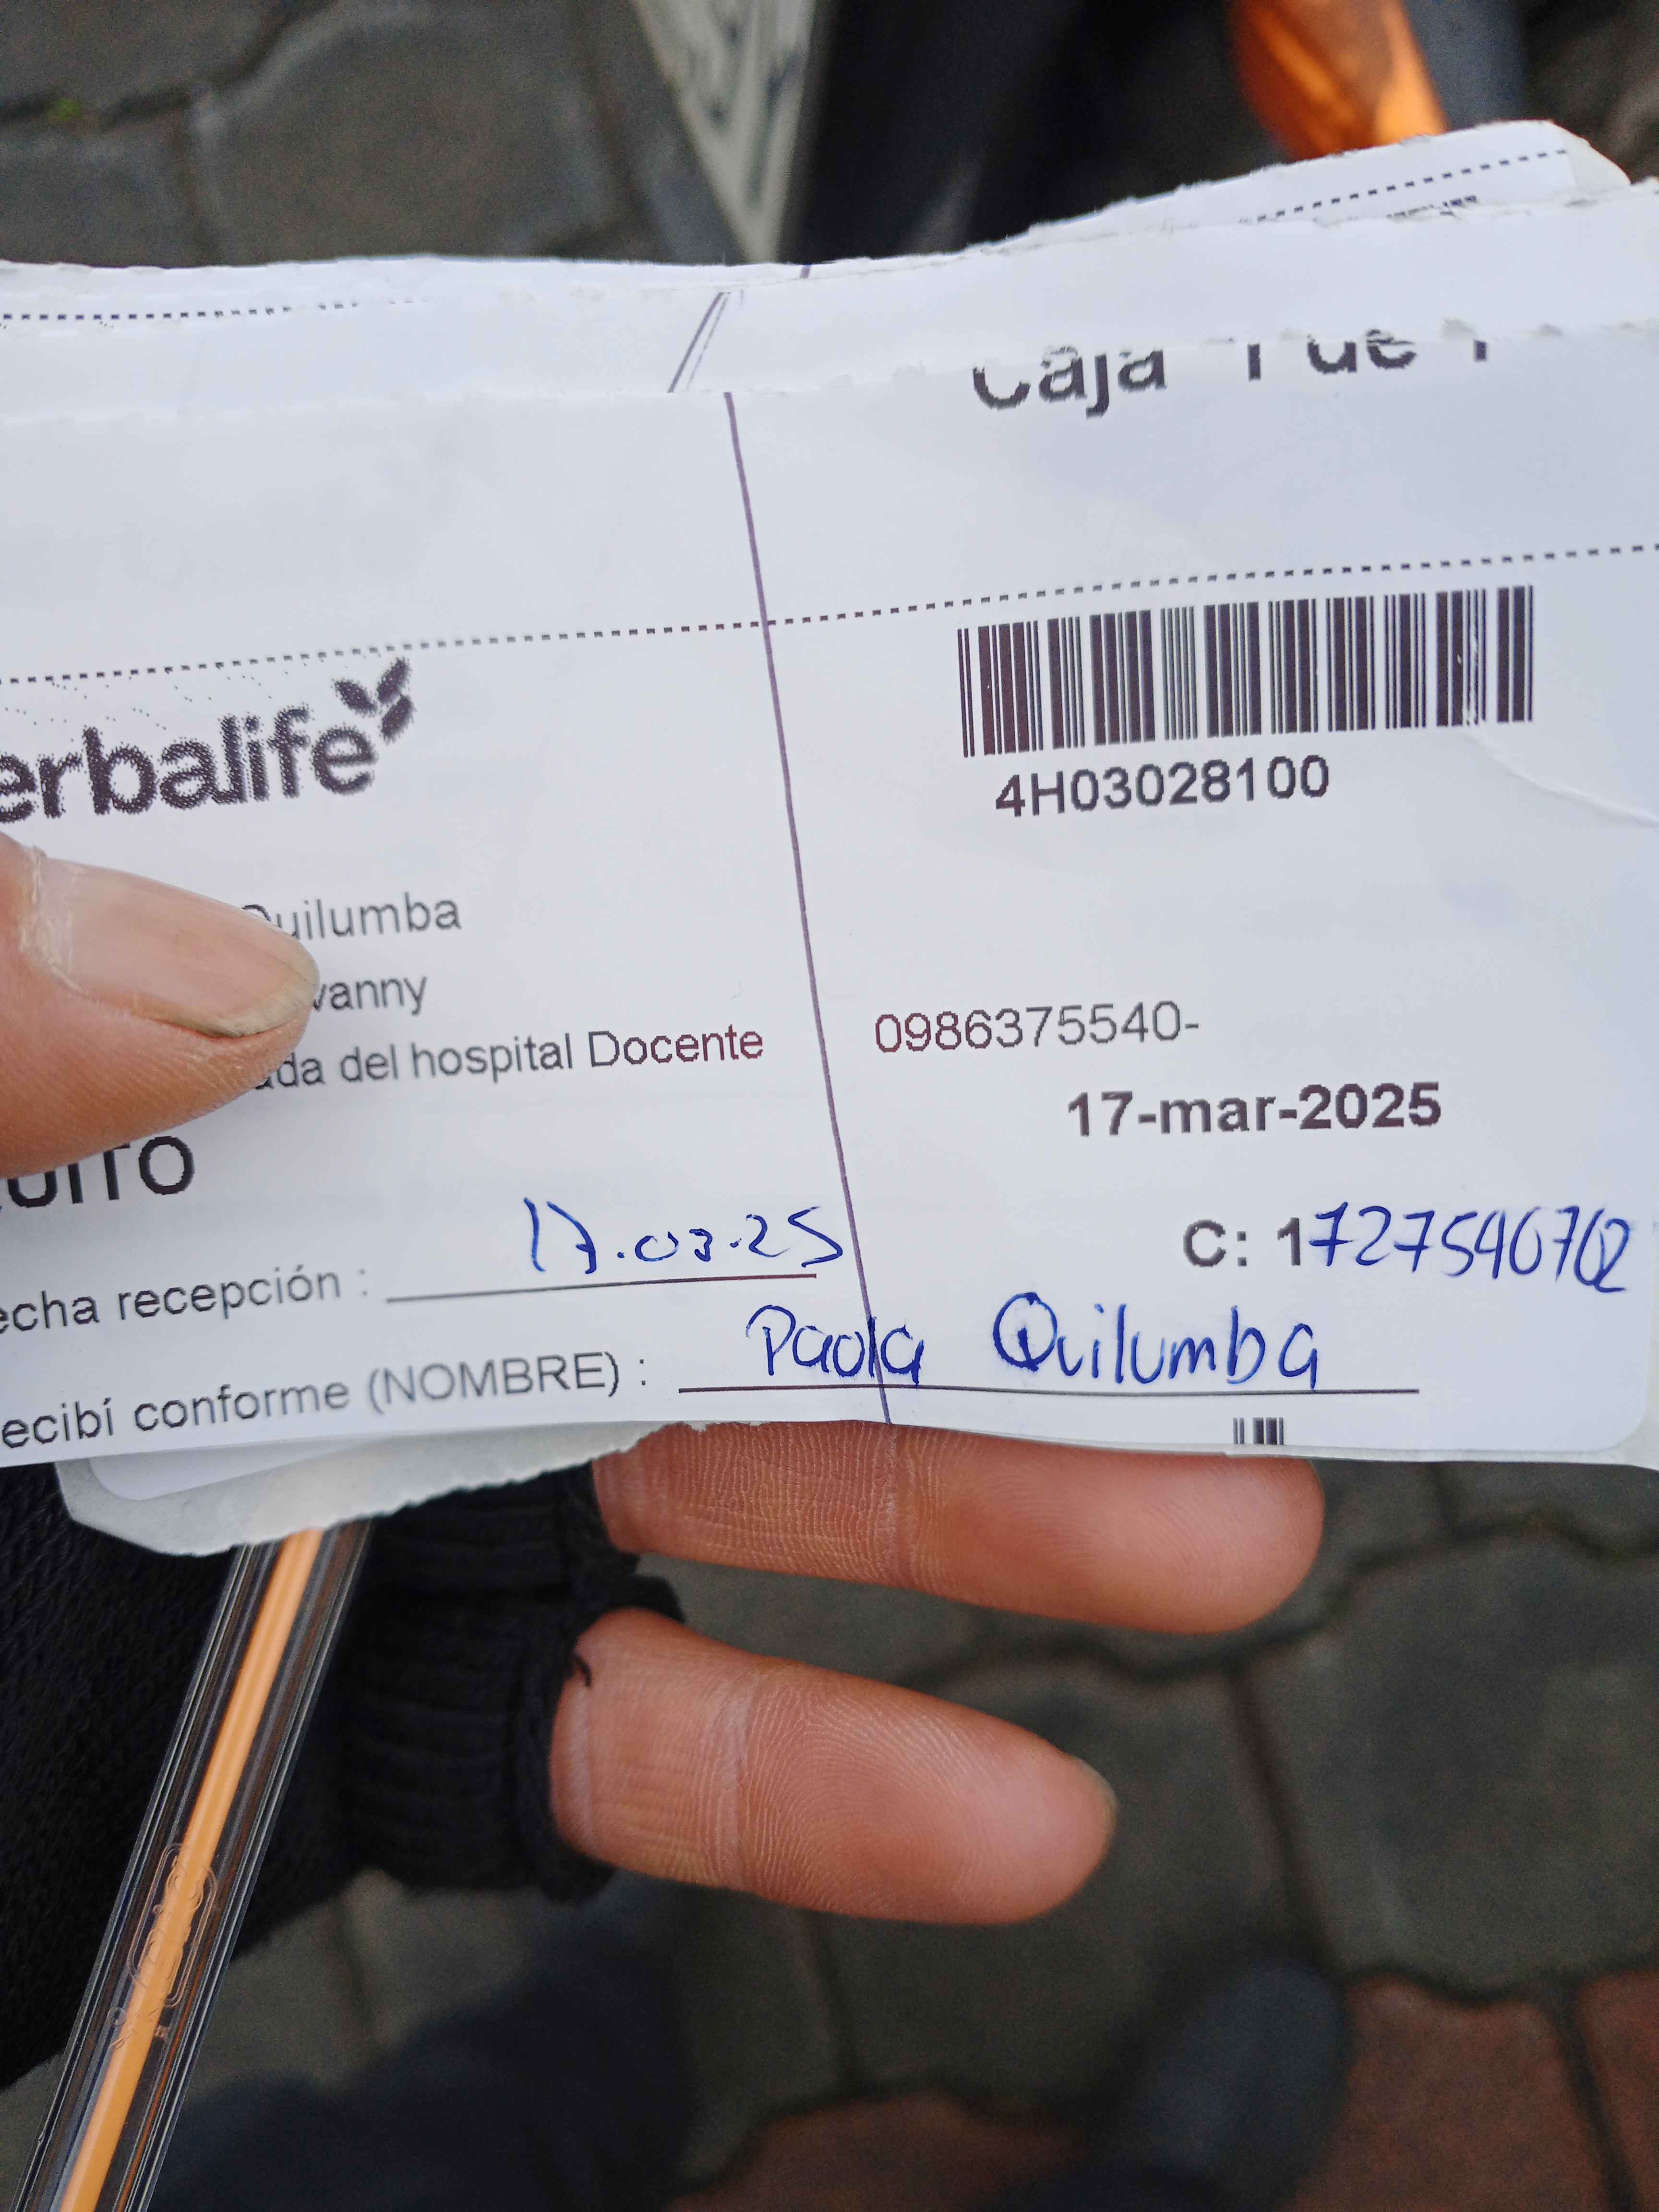 Caja 1 de 1
erbalife
4H03028100
Quilumba
vanny
ada del hospital Docente 0986375540-
UITO 17-mar-2025
echa recepción : 17.03.25 C: 1727540702
ecibí conforme (NOMBRE) : Paola Quilumba